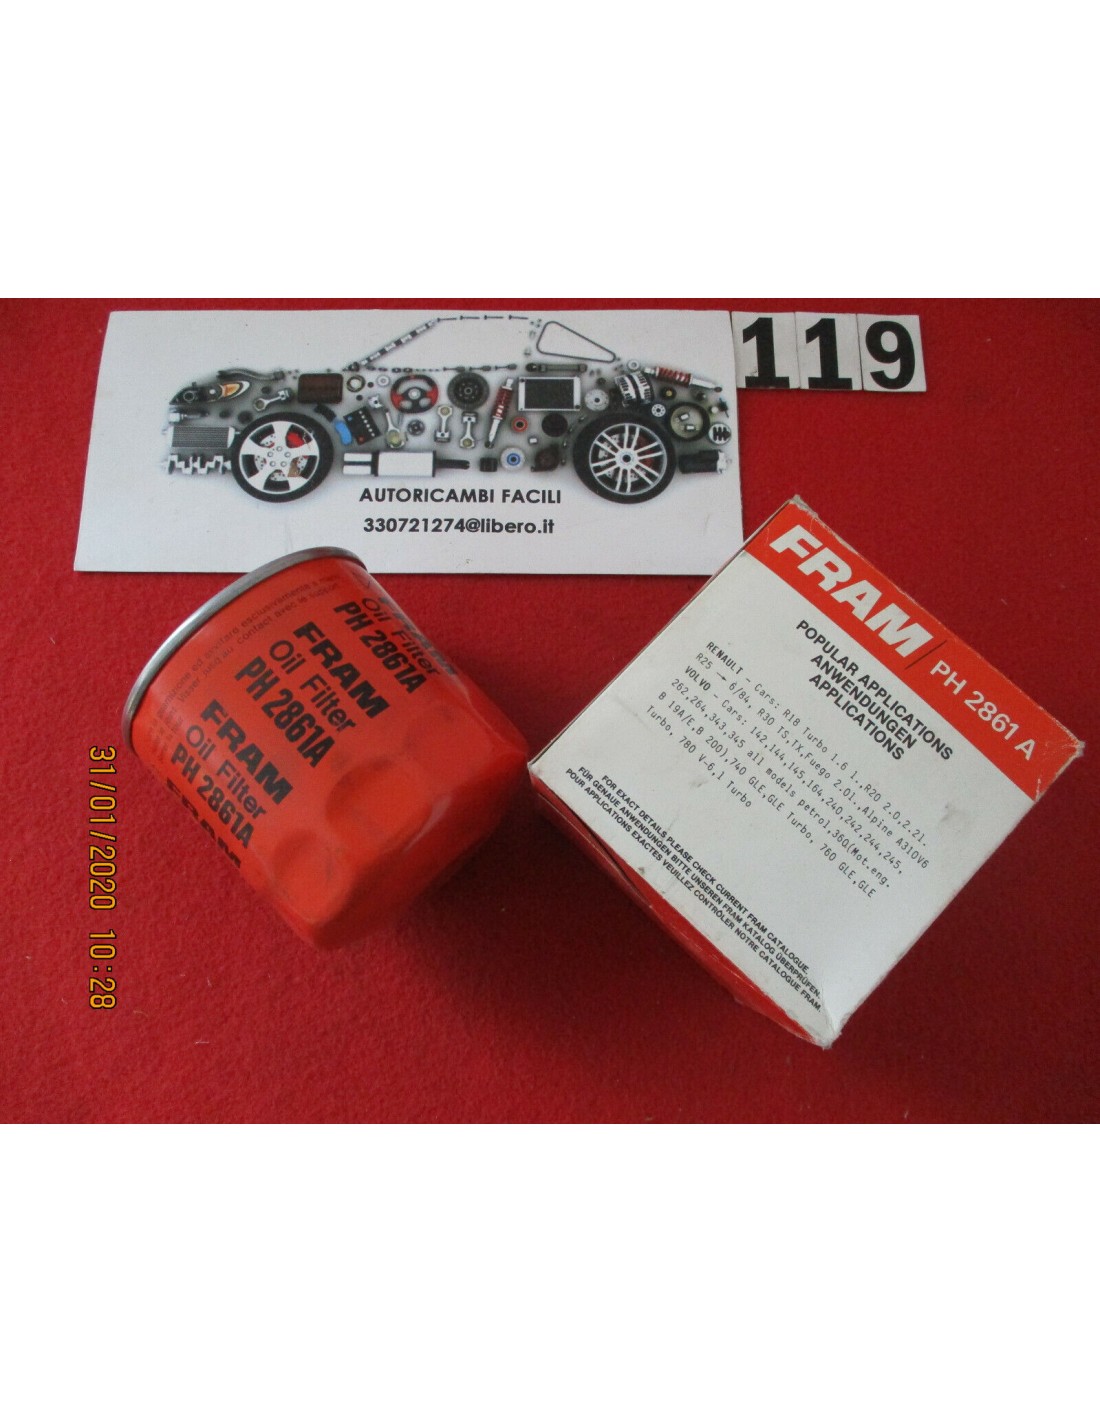 119
AUTORICAMBI FACILI
330721274@libero.it
FRAM
Oil Filter
PH 2861A
FRAM
Oil Filter
PH 2861A
FRAM
Oil Filter
PH 2861A
FRAM
FRAM / PH 2861 A
POPULAR APPLICATIONS
ANWENDUNGEN
APPLICATIONS
RENAULT - Cars: R18 Turbo 1.6 l.,R20 2.0,2.2l.
R25 → 6/84, R30 TS,TX,Fuego 2.0l.,Alpine A310V6
VOLVO - Cars: 142,144,145,164,240,242,244,245,
262,264,343,345 all models petrol,360(Mot.eng.
B 19A/E,B 200),740 GLE,GLE Turbo, 760 GLE,GLE
Turbo, 780 V-6,l Turbo
FOR EXACT DETAILS PLEASE CHECK CURRENT FRAM CATALOGUE.
FÜR GENAUE ANWENDUNGEN BITTE UNSEREN FRAM KATALOG ÜBERPRÜFEN.
POUR APPLICATIONS EXACTES VEUILLEZ CONTRÔLER NOTRE CATALOGUE FRAM.
31/01/2020 10:28